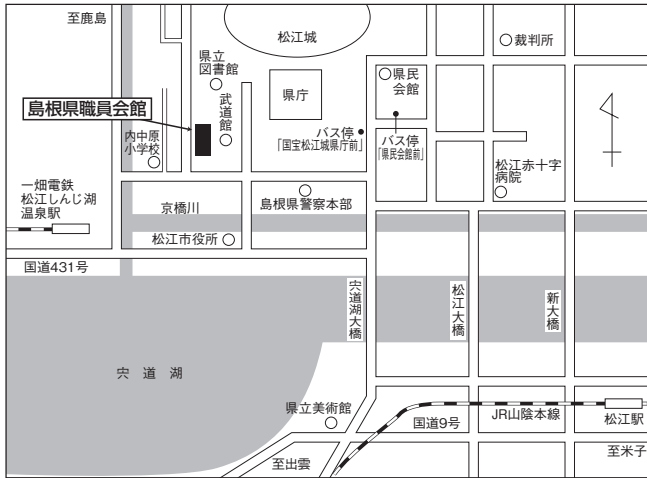 至鹿島
松江城
裁判所
県立
図書館
県民
会館
県庁
島根県職員会館
武道館
バス停
「国宝松江城県庁前」
バス停
「県民会館前」
内中原
小学校
松江赤十字
病院
一畑電鉄
松江しんじ湖
温泉駅
京橋川
島根県警察本部
松江市役所
国道431号
宍道湖大橋
松江大橋
新大橋
宍道湖
県立美術館
国道9号
JR山陰本線
松江駅
至出雲
至米子